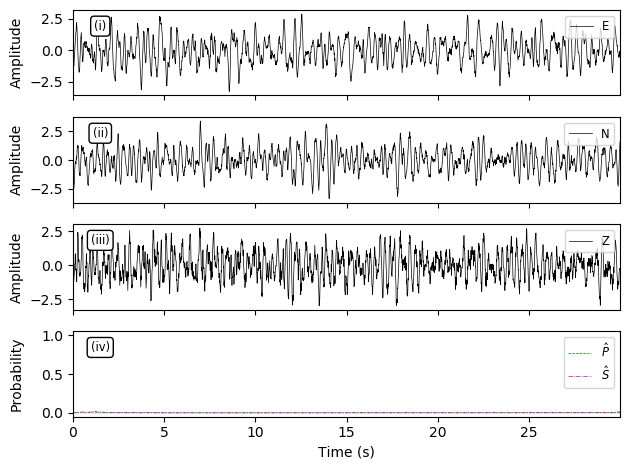 (i)
E
Amplitude
2.5
0.0
−2.5
(ii)
N
Amplitude
2.5
0.0
−2.5
(iii)
Z
Amplitude
2.5
0.0
−2.5
(iv)
P̂
Ŝ
Probability
1.0
0.5
0.0
0 5 10 15 20 25
Time (s)